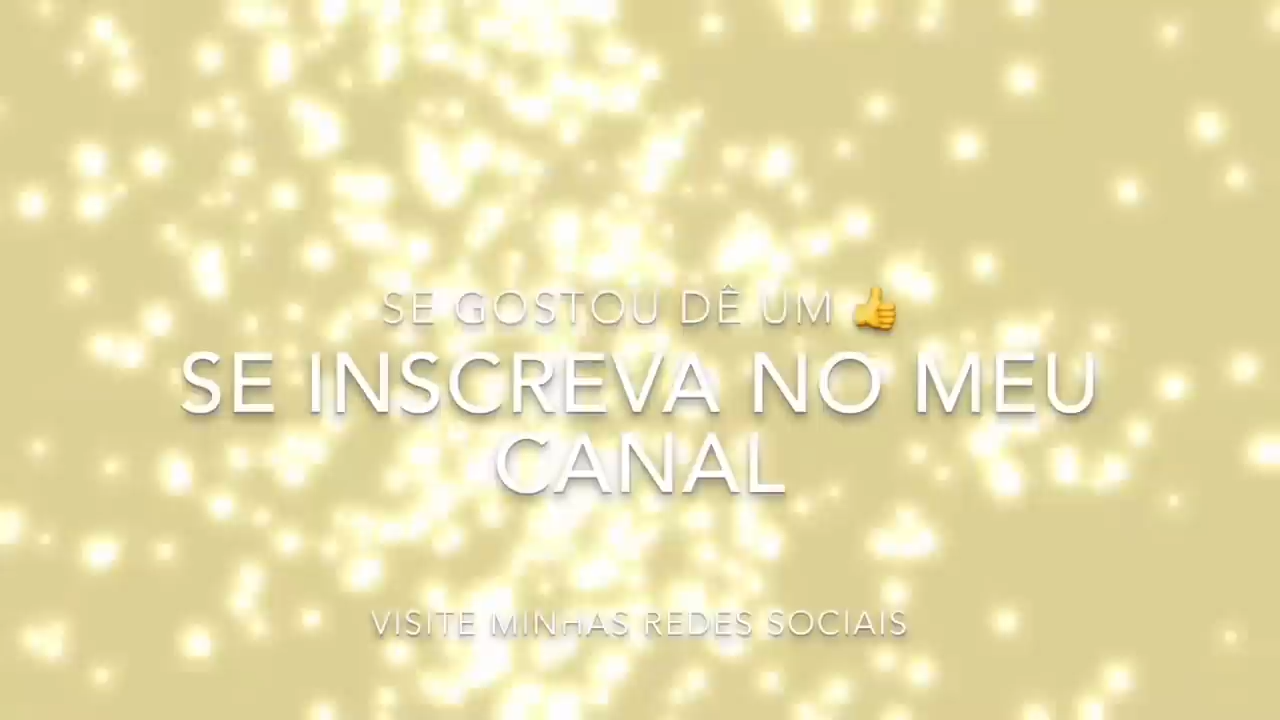 SE GOSTOU DÊ UM 👍
SE INSCREVA NO MEU
CANAL
VISITE MINHAS REDES SOCIAIS